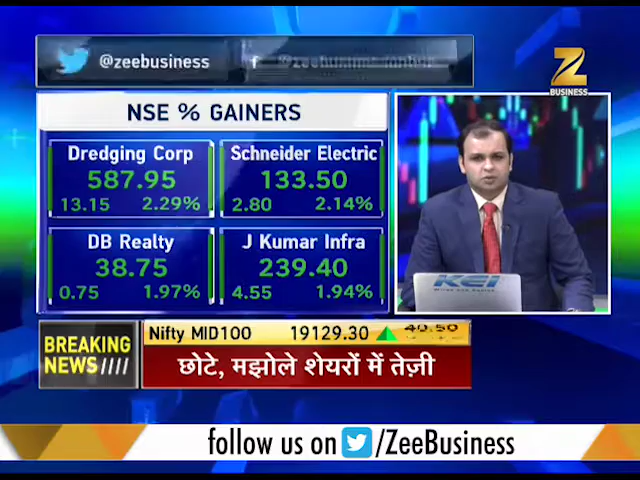 @zeebusiness
f
Z
BUSINESS
NSE % GAINERS
Dredging Corp
587.95
13.15 2.29%
Schneider Electric
133.50
2.80 2.14%
DB Realty
38.75
0.75 1.97%
J Kumar Infra
239.40
4.55 1.94%
KEI
BREAKING
NEWS////
Nifty MID100 19129.30 40.50
छोटे, मझोले शेयरों में तेज़ी
follow us on /ZeeBusiness